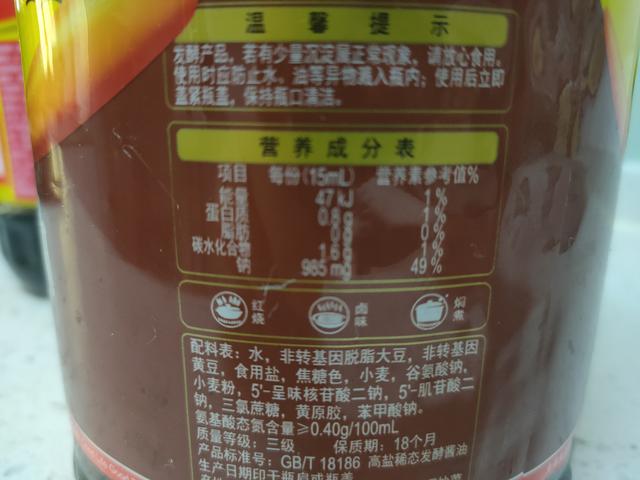 温馨提示
发酵产品,若有少量沉淀属正常现象,请放心食用。
使用时应防止水、油等异物滴入瓶内;使用后立即
盖紧瓶盖,保持瓶口清洁。
营养成分表
项目 每份(15mL) 营养素参考值%
能量 47 kJ 1%
蛋白质 1%
脂肪 0%
碳水化合物 1%
钠 985 mg 49%
红烧 卤味 焖煮
配料表:水,非转基因脱脂大豆,非转基因
黄豆,食用盐,焦糖色,小麦,谷氨酸钠,
小麦粉,5'-呈味核苷酸二钠,5'-肌苷酸二
钠,三氯蔗糖,黄原胶,苯甲酸钠。
氨基酸态氮含量≥0.40g/100mL
质量等级:三级 保质期:18个月
产品标准号:GB/T 18186 高盐稀态发酵酱油
生产日期印于瓶肩或瓶盖